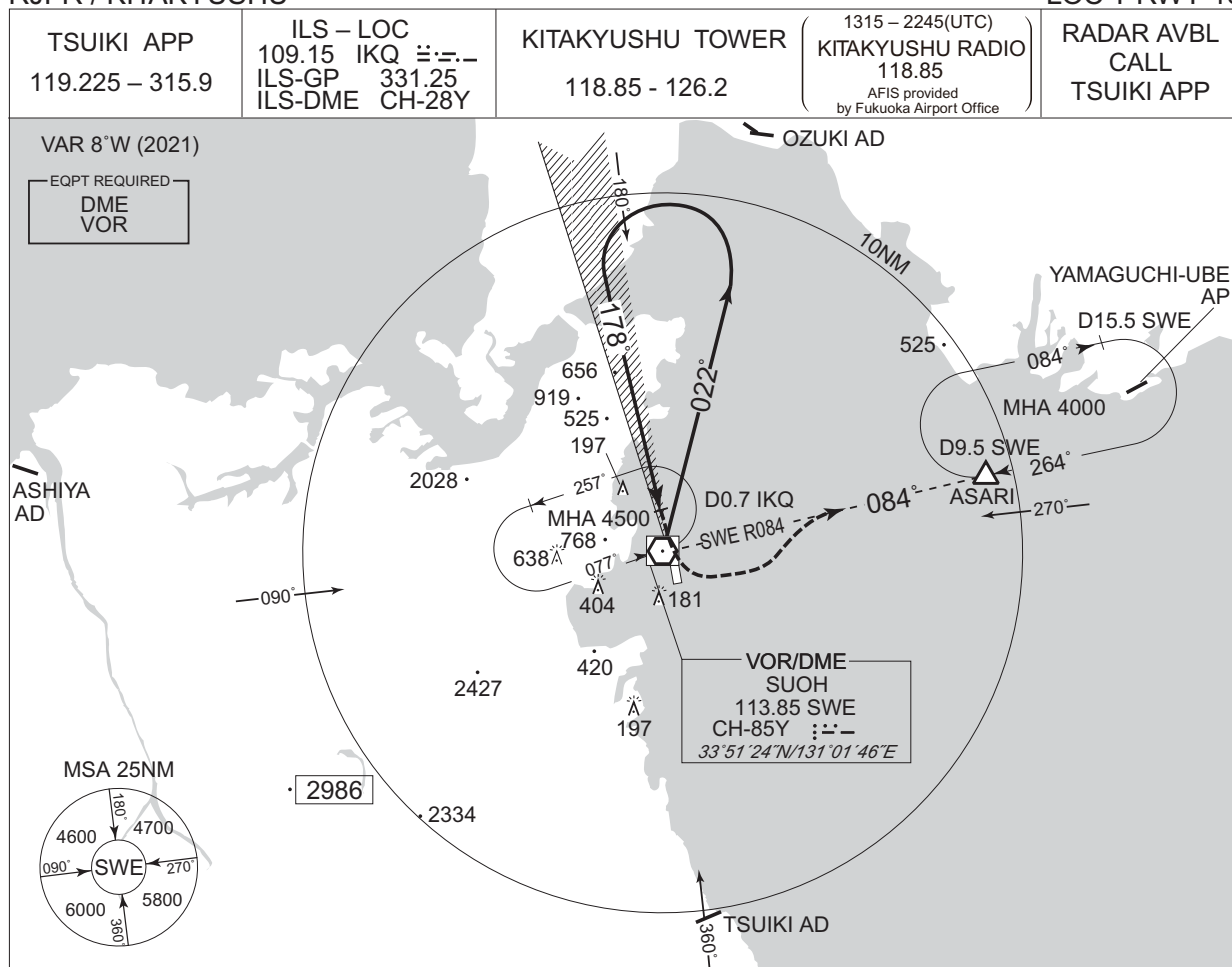 TSUIKI APP
119.225 – 315.9
ILS – LOC
109.15 IKQ
ILS-GP 331.25
ILS-DME CH-28Y
KITAKYUSHU TOWER
118.85 - 126.2
1315 – 2245(UTC)
KITAKYUSHU RADIO
118.85
AFIS provided
by Fukuoka Airport Office
RADAR AVBL
CALL
TSUIKI APP
VAR 8°W (2021)
EQPT REQUIRED
DME
VOR
OZUKI AD
180°
10NM
YAMAGUCHI-UBE
AP
D15.5 SWE
525
084°
178°
022°
656
919
525
197
MHA 4000
D9.5 SWE
264°
ASARI
270°
2028
257°
ASHIYA
AD
D0.7 IKQ
MHA 4500
084°
SWE R084
768
638
077°
404
181
090°
420
2427
197
VOR/DME
SUOH
113.85 SWE
CH-85Y
33°51´24˝N/131°01´46˝E
MSA 25NM
180°
4600
4700
090°
SWE
270°
6000
5800
360°
2986
2334
TSUIKI AD
360°